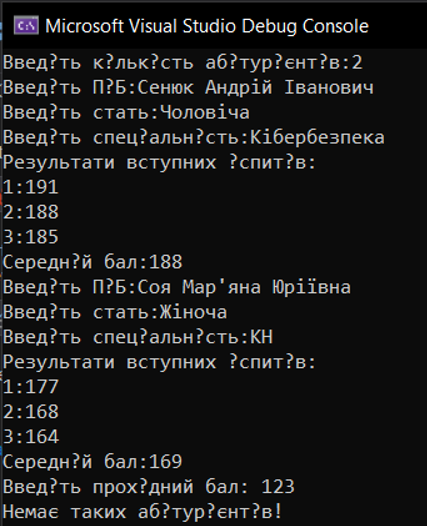 Microsoft Visual Studio Debug Console
Введ?ть к?льк?сть аб?тур?єнт?в:2
Введ?ть П?Б:Сенюк Андрій Іванович
Введ?ть стать:Чоловіча
Введ?ть спец?альн?сть:Кібербезпека
Результати вступних ?спит?в:
1:191
2:188
3:185
Середн?й бал:188
Введ?ть П?Б:Соя Мар'яна Юріївна
Введ?ть стать:Жіноча
Введ?ть спец?альн?сть:КН
Результати вступних ?спит?в:
1:177
2:168
3:164
Середн?й бал:169
Введ?ть прох?дний бал: 123
Немає таких аб?тур?єнт?в!